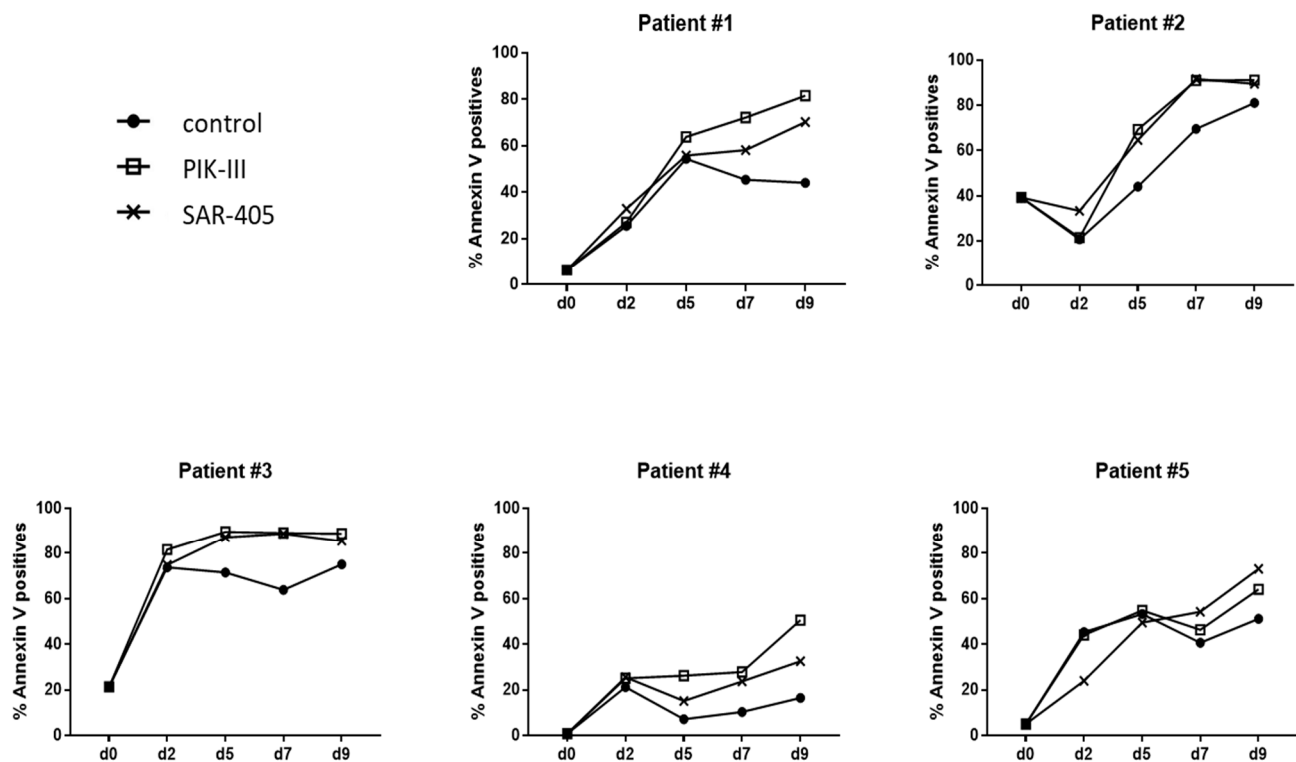 control
PIK-III
SAR-405
Patient #1
% Annexin V positives
100
80
60
40
20
0
d0 d2 d5 d7 d9
Patient #2
% Annexin V positives
100
80
60
40
20
0
d0 d2 d5 d7 d9
Patient #3
% Annexin V positives
100
80
60
40
20
0
d0 d2 d5 d7 d9
Patient #4
% Annexin V positives
100
80
60
40
20
0
d0 d2 d5 d7 d9
Patient #5
% Annexin V positives
100
80
60
40
20
0
d0 d2 d5 d7 d9